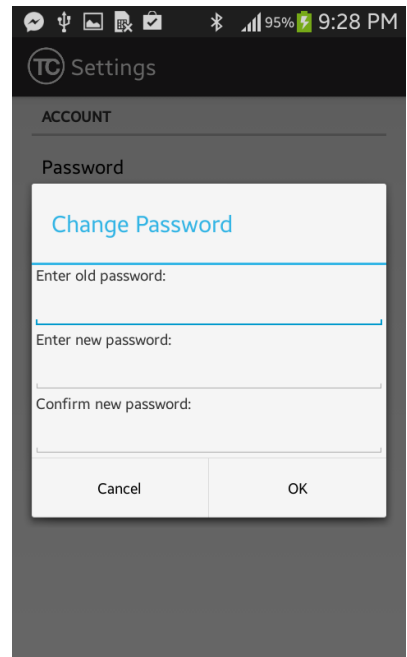 95% 9:28 PM
TC Settings
ACCOUNT
Password
Change Password
Enter old password:
Enter new password:
Confirm new password:
Cancel OK